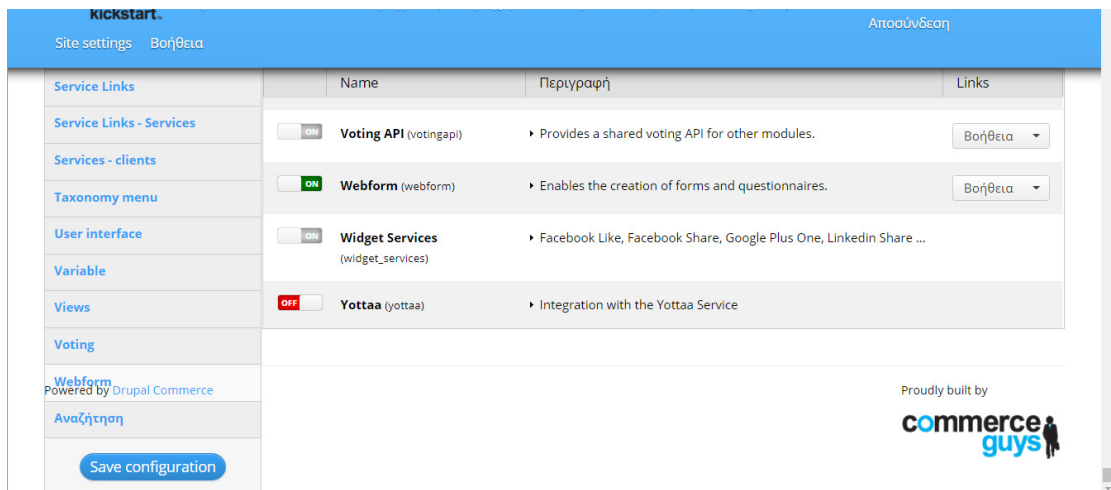 kickstart™
Αποσύνδεση
Site settings Βοήθεια
Service Links
Service Links - Services
Services - clients
Taxonomy menu
User interface
Variable
Views
Voting
Webform
Αναζήτηση
Save configuration
Name Περιγραφή Links
ON Voting API (votingapi) Provides a shared voting API for other modules. Βοήθεια
ON Webform (webform) Enables the creation of forms and questionnaires. Βοήθεια
ON Widget Services Facebook Like, Facebook Share, Google Plus One, Linkedin Share ...
(widget_services)
OFF Yottaa (yottaa) Integration with the Yottaa Service
Powered by Drupal Commerce
Proudly built by
commerce
guys